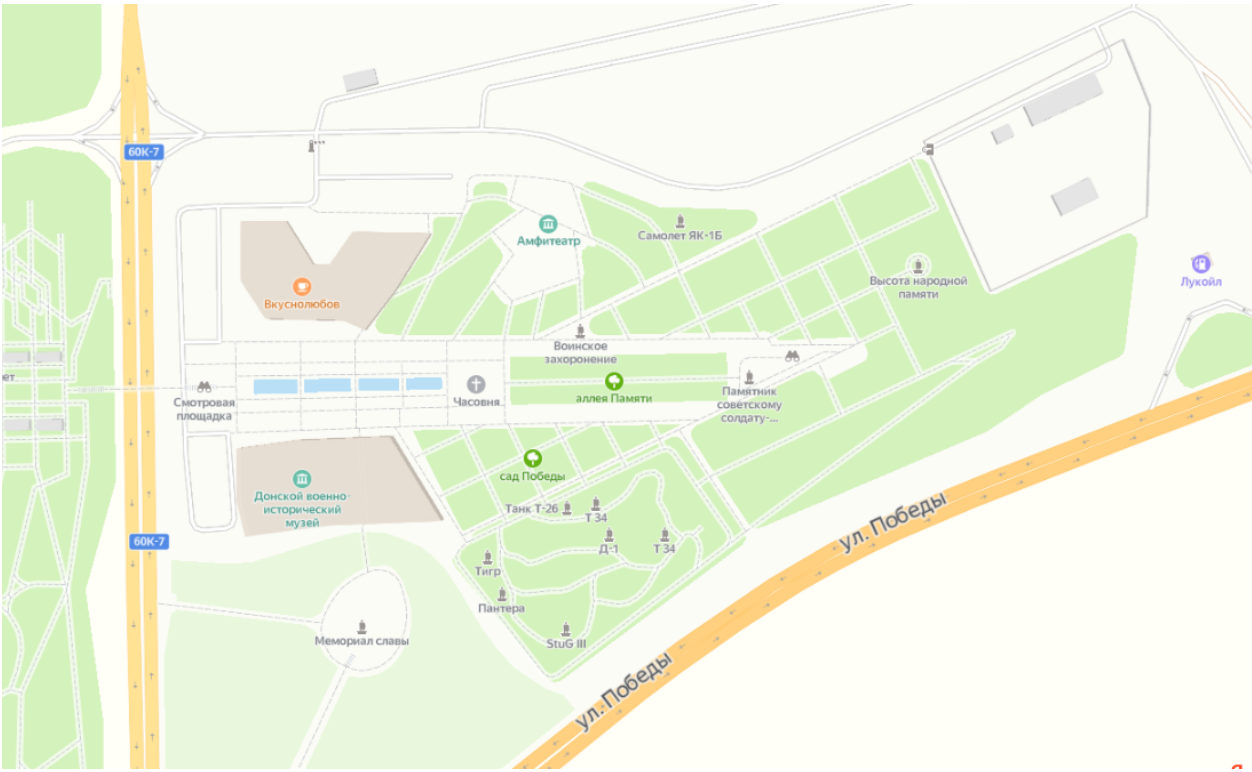 60К-7
Амфитеатр
Самолет ЯК-1Б
Высота народной
памяти
Лукойл
Вкуснолюбов
Воинское
захоронение
ет
Смотровая
площадка
Часовня
аллея Памяти
Памятник
советскому
солдату-...
сад Победы
Донской военно-
исторический
музей
Танк Т-26
Т 34
Д-1
Т 34
60К-7
ул. Победы
Тигр
Пантера
StuG III
Мемориал славы
ул. Победы